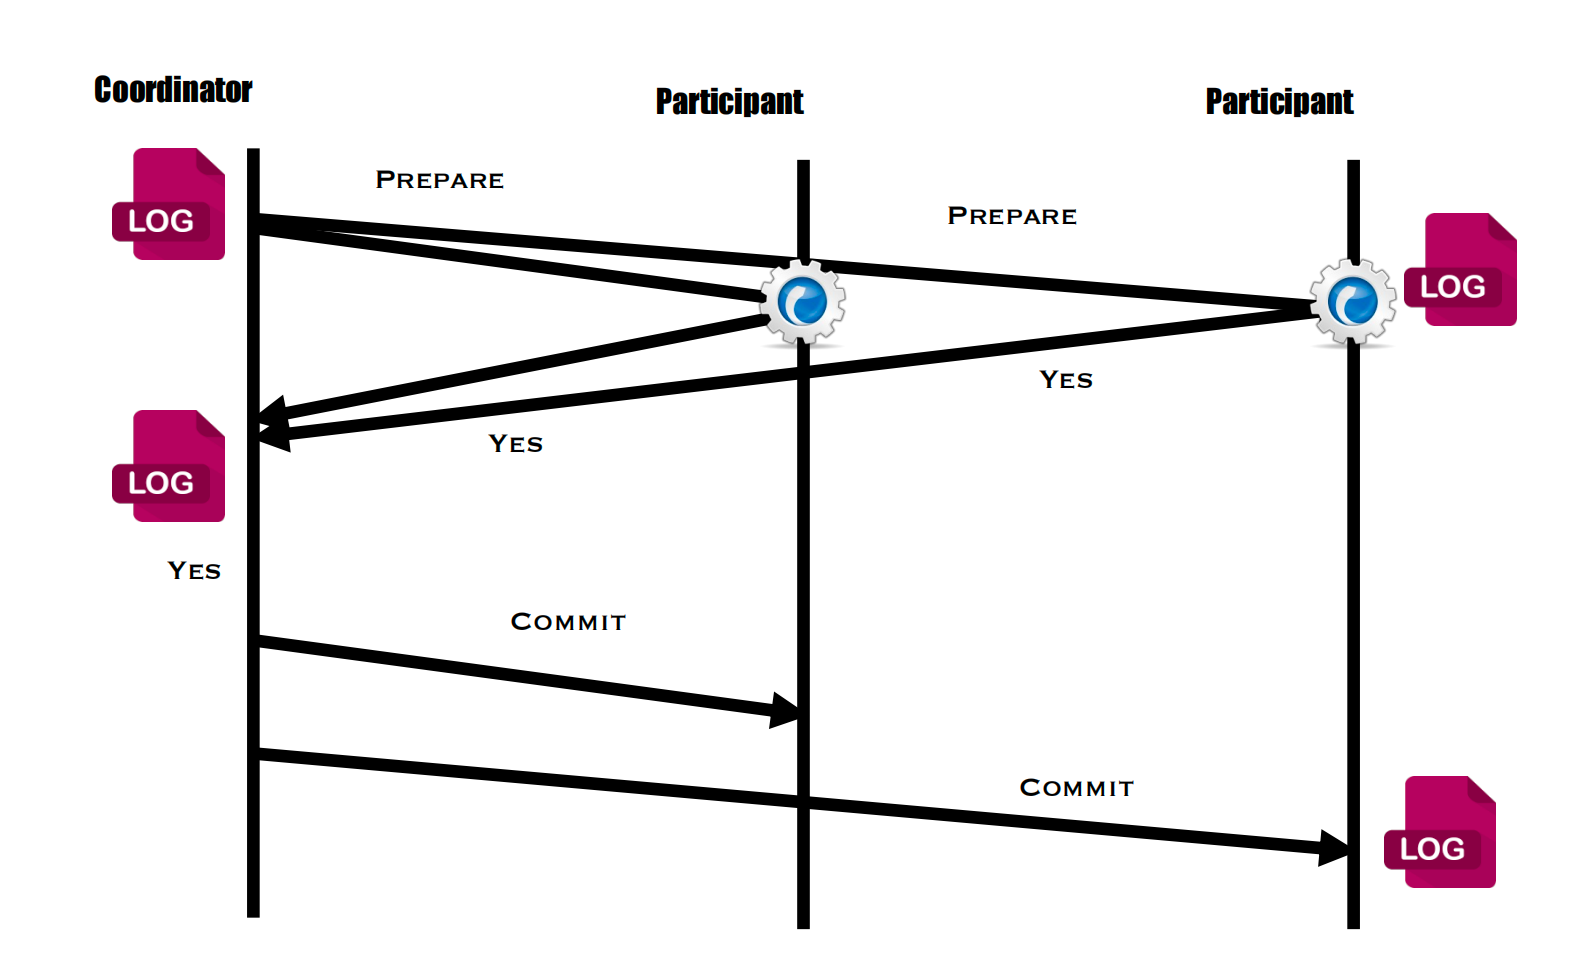 Coordinator
Participant
Participant
PREPARE
PREPARE
LOG
LOG
YES
YES
LOG
YES
COMMIT
COMMIT
LOG